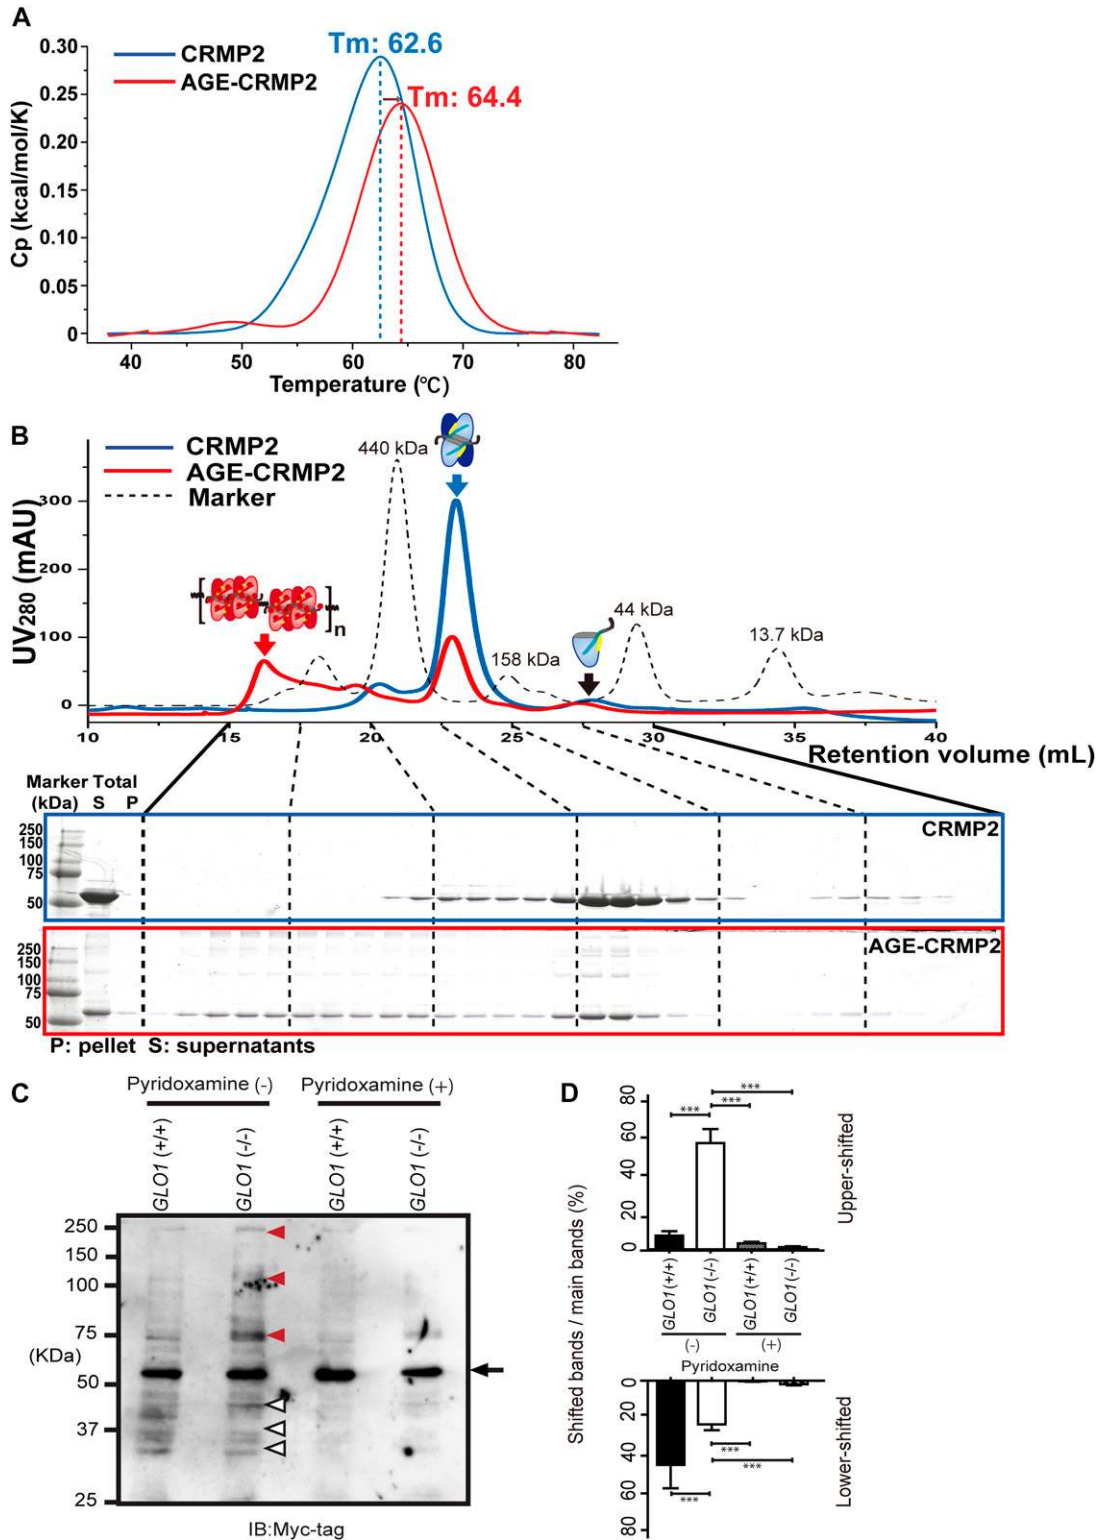 A
CRMP2
AGE-CRMP2
Tm: 62.6
Tm: 64.4
0.30
0.25
0.20
0.15
0.10
0.05
0
Cp (kcal/mol/K)
40 50 60 70 80
Temperature (℃)
B
CRMP2
AGE-CRMP2
Marker
440 kDa
158 kDa
44 kDa
13.7 kDa
n
300
200
100
0
UV280 (mAU)
10 15 20 25 30 35 40
Retention volume (mL)
Marker Total
(kDa) S P
250
150
100
75
50
CRMP2
250
150
100
75
50
AGE-CRMP2
P: pellet S: supernatants
C
Pyridoxamine (-) Pyridoxamine (+)
GLO1 (+/+) GLO1 (-/-) GLO1 (+/+) GLO1 (-/-)
250
150
100
75
(KDa)
50
37
25
IB:Myc-tag
D
Shifted bands / main bands (%)
80
60
40
20
0
*** *** ***
Upper-shifted
GLO1(+/+) GLO1(-/-) GLO1(+/+) GLO1(-/-)
(-) (+)
Pyridoxamine
0
20
40
60
80
*** *** ***
Lower-shifted